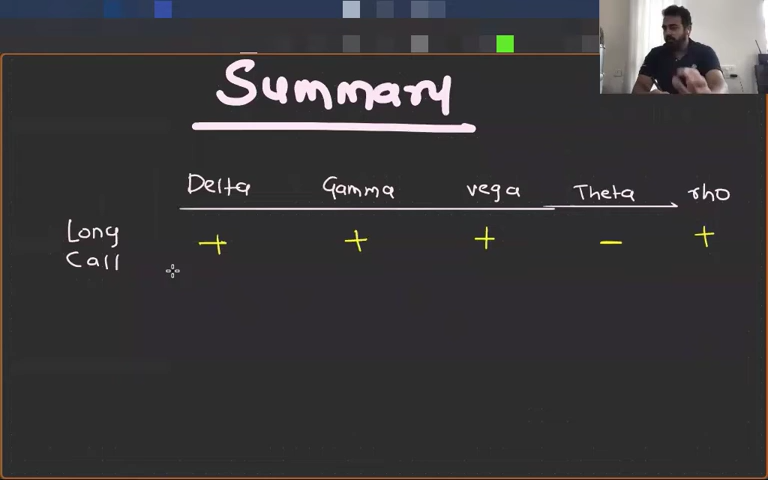 Summary
Delta Gamma vega Theta rho
Long + + + - +
Call